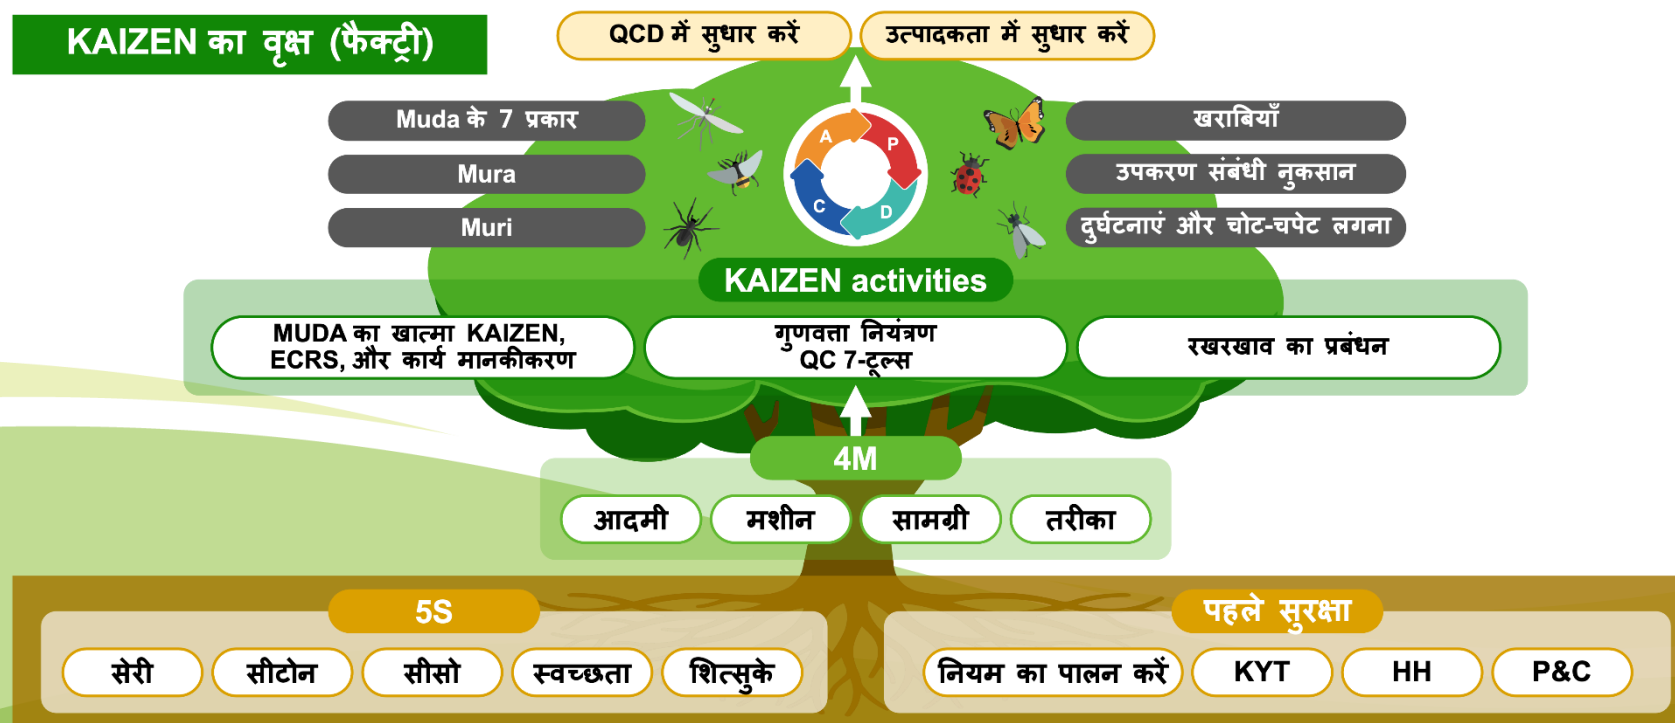 KAIZEN का वृक्ष (फैक्ट्री)
QCD में सुधार करें
उत्पादकता में सुधार करें
Muda के 7 प्रकार
Mura
Muri
A
P
C
D
खराबियाँ
उपकरण संबंधी नुकसान
दुर्घटनाएं और चोट-चपेट लगना
KAIZEN activities
MUDA का खात्मा KAIZEN,
ECRS, और कार्य मानकीकरण
गुणवत्ता नियंत्रण
QC 7-टूल्स
रखरखाव का प्रबंधन
4M
आदमी
मशीन
सामग्री
तरीका
5S
सेरी
सीटोन
सीसो
स्वच्छता
शित्सुके
पहले सुरक्षा
नियम का पालन करें
KYT
HH
P&C